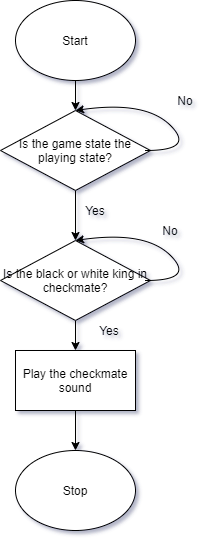 Start
No
Is the game state the
playing state?
Yes
No
Is the black or white king in
checkmate?
Yes
Play the checkmate
sound
Stop